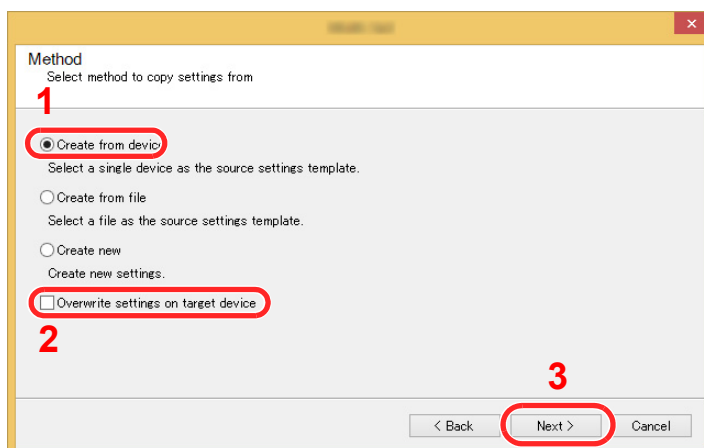 Method
Select method to copy settings from
1
Create from device
Select a single device as the source settings template.
Create from file
Select a file as the source settings template.
Create new
Create new settings.
Overwrite settings on target device
2
3
< Back Next > Cancel